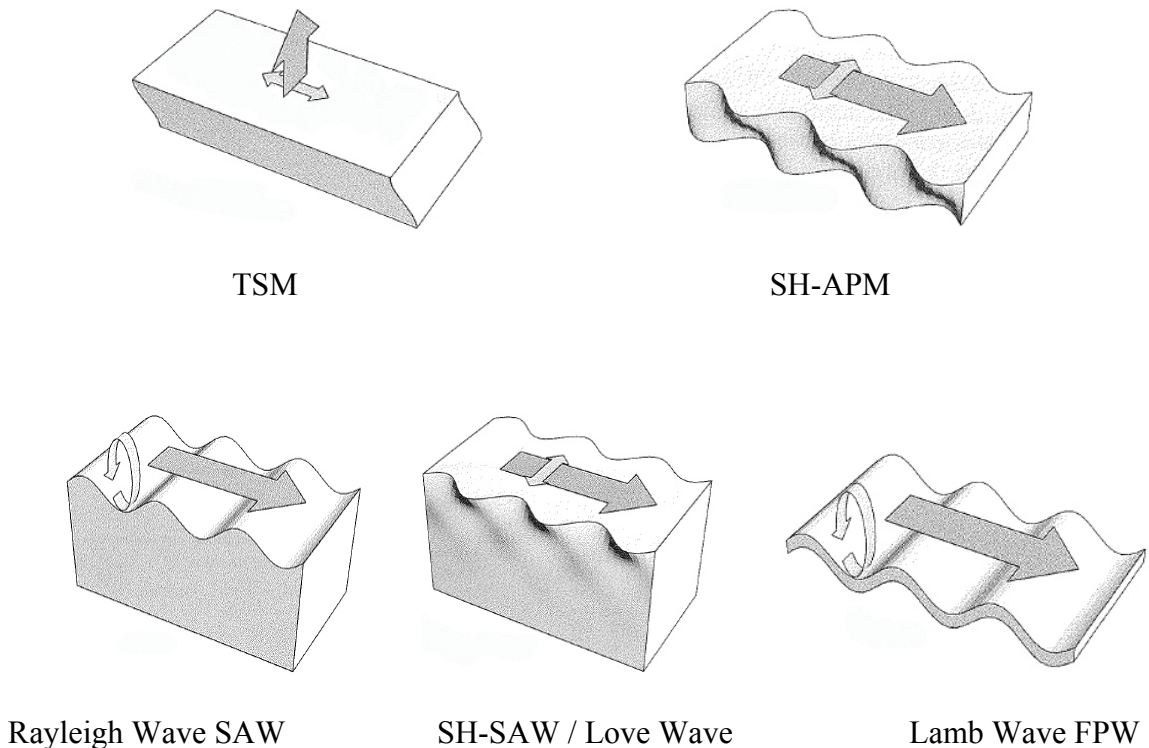 TSM
SH-APM
Rayleigh Wave SAW
SH-SAW / Love Wave
Lamb Wave FPW